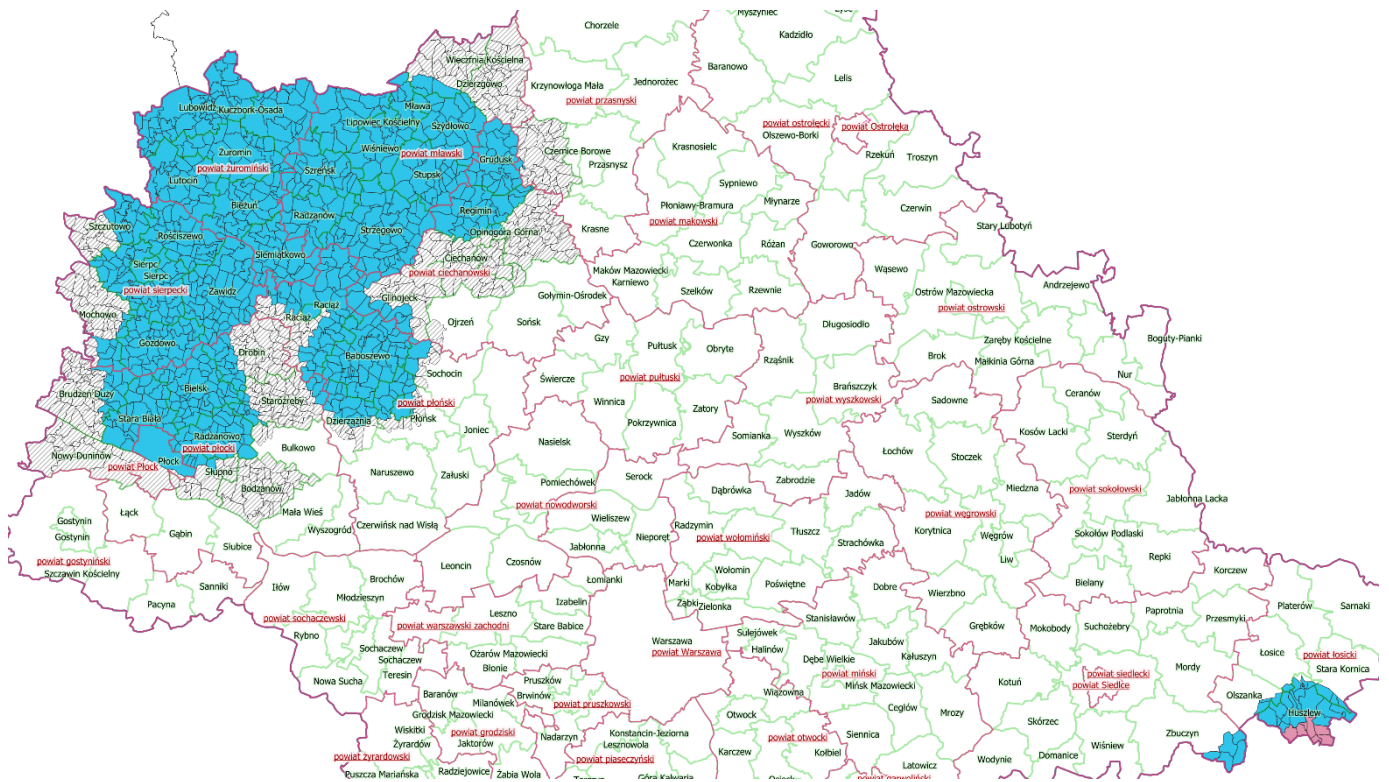 Chorzele
Myszyniec
Kadzidło
Wieczfnia Kościelna
Dzierzgowo
Baranowo
Lelis
Krzynowłoga Mała
Jednorożec
powiat przasnyski
Lubowidz
Kuczbork-Osada
Mława
Lipowiec Kościelny
Szydłowo
powiat ostrołęcki
powiat Ostrołęka
Olszewo-Borki
Żuromin
powiat żuromiński
Wiśniewo
powiat mławski
Grudusk
Czernice Borowe
Przasnysz
Krasnosielc
Rzekuń
Troszyn
Lutocin
Szreńsk
Stupsk
Sypniewo
Młynarze
Bieżuń
Radzanów
Regimin
Płoniawy-Bramura
powiat makowski
Czerwin
Szczutowo
Rościszewo
Strzegowo
Opinogóra Górna
Krasne
Czerwonka
Różan
Goworowo
Stary Lubotyń
Sierpc
Sierpc
Siemiątkowo
Ciechanów
powiat ciechanowski
Maków Mazowiecki
Karniewo
Szelków
Rzewnie
Wąsewo
powiat sierpecki
Zawidz
Raciąż
Raciąż
Glinojeck
Gołymin-Ośrodek
Ostrów Mazowiecka
powiat ostrowski
Andrzejewo
Mochowo
Ojrzeń
Sońsk
Długosiodło
Gozdowo
Drobin
Baboszewo
Gzy
Pułtusk
Obryte
Rząśnik
Zaręby Kościelne
Boguty-Pianki
Brok
Małkinia Górna
Sochocin
Świercze
powiat pułtuski
Brańszczyk
powiat wyszkowski
Nur
Brudzeń Duży
Bielsk
Staroźreby
powiat płoński
Winnica
Zatory
Sadowne
Ceranów
Stara Biała
Dzierzążnia
Płońsk
Joniec
Pokrzywnica
Somianka
Wyszków
Kosów Lacki
Sterdyń
Radzanowo
powiat płocki
Bulkowo
Nasielsk
Łochów
Stoczek
Nowy Duninów
powiat Płock
Płock
Słupno
Naruszewo
Załuski
Pomiechówek
Serock
Dąbrówka
Zabrodzie
Jadów
Miedzna
powiat sokołowski
Jabłonna Lacka
Bodzanów
Mała Wieś
Wyszogród
Czerwińsk nad Wisłą
powiat nowodworski
Wieliszew
Radzymin
powiat wołomiński
Tłuszcz
Strachówka
powiat węgrowski
Korytnica
Węgrów
Liw
Sokołów Podlaski
Repki
Korczew
Gostynin
Gostynin
Łąck
Gąbin
Słubice
powiat gostyniński
Szczawin Kościelny
Sanniki
Pacyna
Iłów
Brochów
Młodzieszyn
Leoncin
Czosnów
Jabłonna
Nieporęt
Łomianki
Marki
Wołomin
Kobyłka
Ząbki
Zielonka
Poświętne
Dobre
Wierzbno
Bielany
Paprotnia
Przesmyki
Platerów
Sarnaki
powiat sochaczewski
Rybno
Leszno
powiat warszawski zachodni
Izabelin
Stare Babice
Warszawa
powiat Warszawa
Sulejówek
Halinów
Stanisławów
Jakubów
Kałuszyn
Grębków
Mokobody
Suchożebry
Łosice
powiat łosicki
Stara Kornica
Sochaczew
Sochaczew
Teresin
Nowa Sucha
Ożarów Mazowiecki
Błonie
Pruszków
Brwinów
powiat pruszkowski
Dębe Wielkie
powiat miński
Mińsk Mazowiecki
Kotuń
powiat siedlecki
powiat Siedlce
Mordy
Olszanka
Huszlew
Baranów
Milanówek
Grodzisk Mazowiecki
Wiązowna
Cegłów
Mrozy
Wiskitki
Żyrardów
powiat grodziski
Jaktorów
Nadarzyn
Konstancin-Jeziorna
Lesznowola
powiat piaseczyński
Otwock
Karczew
powiat otwocki
Kołbiel
Siennica
Skórzec
Wiśniew
Zbuczyn
powiat żyrardowski
Puszcza Mariańska
Radziejowice
Żabia Wola
Góra Kalwaria
Latowicz
Wodynie
Domanice
powiat garwoliński